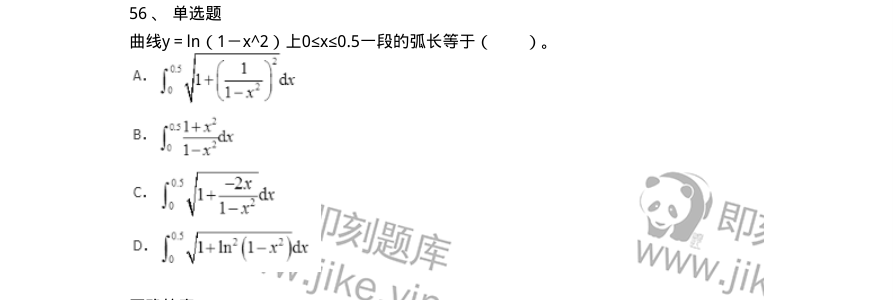 56 、 单选题
曲线y = ln（1－x^2）上0≤x≤0.5一段的弧长等于（　　）。
A. ∫₀^0.5 √(1+(1/(1−x²))²) dx
B. ∫₀^0.5 (1+x²)/(1−x²) dx
C. ∫₀^0.5 √(1+(−2x)/(1−x²)) dx
D. ∫₀^0.5 √(1+ln²(1−x²)) dx
即刻题库
www.jike.vip
即刻
www.jik